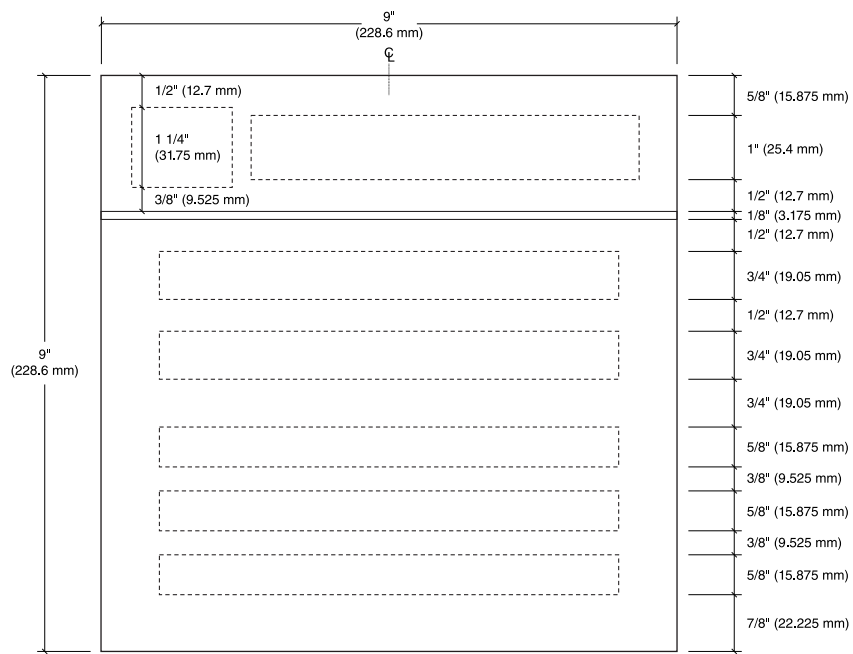 9"
(228.6 mm)
℄
1/2" (12.7 mm)
1 1/4"
(31.75 mm)
3/8" (9.525 mm)
9"
(228.6 mm)
5/8" (15.875 mm)
1" (25.4 mm)
1/2" (12.7 mm)
1/8" (3.175 mm)
1/2" (12.7 mm)
3/4" (19.05 mm)
1/2" (12.7 mm)
3/4" (19.05 mm)
3/4" (19.05 mm)
5/8" (15.875 mm)
3/8" (9.525 mm)
5/8" (15.875 mm)
3/8" (9.525 mm)
5/8" (15.875 mm)
7/8" (22.225 mm)